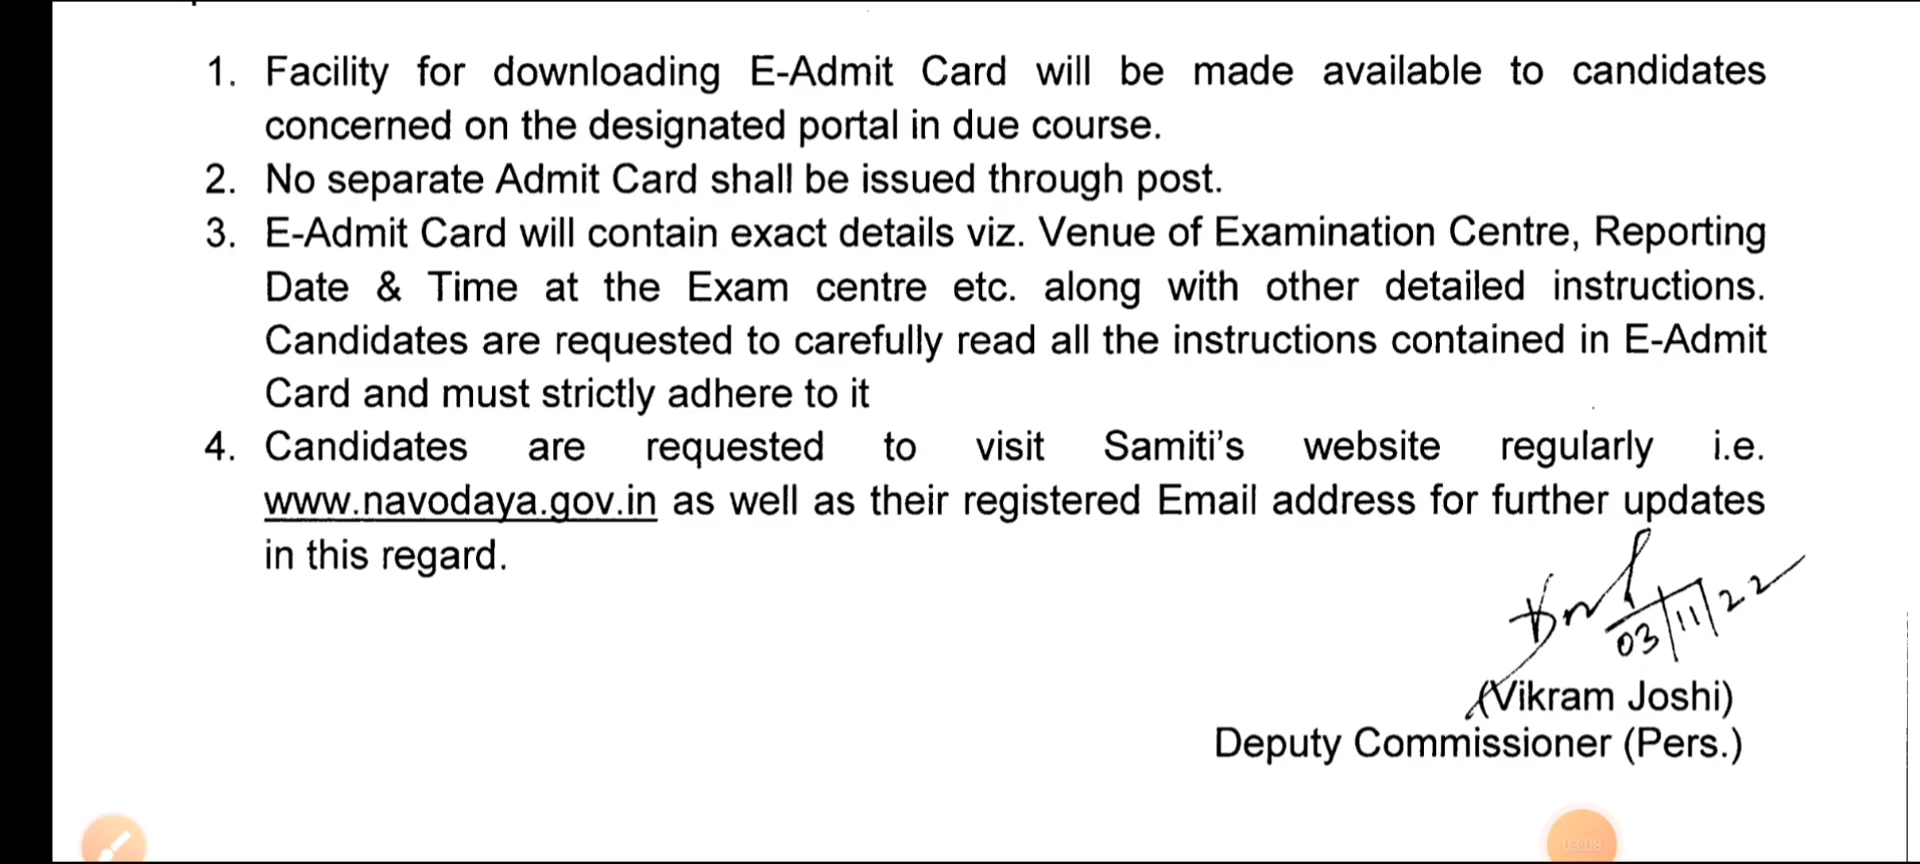 1. Facility for downloading E-Admit Card will be made available to candidates
concerned on the designated portal in due course.
2. No separate Admit Card shall be issued through post.
3. E-Admit Card will contain exact details viz. Venue of Examination Centre, Reporting
Date & Time at the Exam centre etc. along with other detailed instructions.
Candidates are requested to carefully read all the instructions contained in E-Admit
Card and must strictly adhere to it
4. Candidates are requested to visit Samiti's website regularly i.e.
www.navodaya.gov.in as well as their registered Email address for further updates
in this regard.
03/11/22
(Vikram Joshi)
Deputy Commissioner (Pers.)
03:08